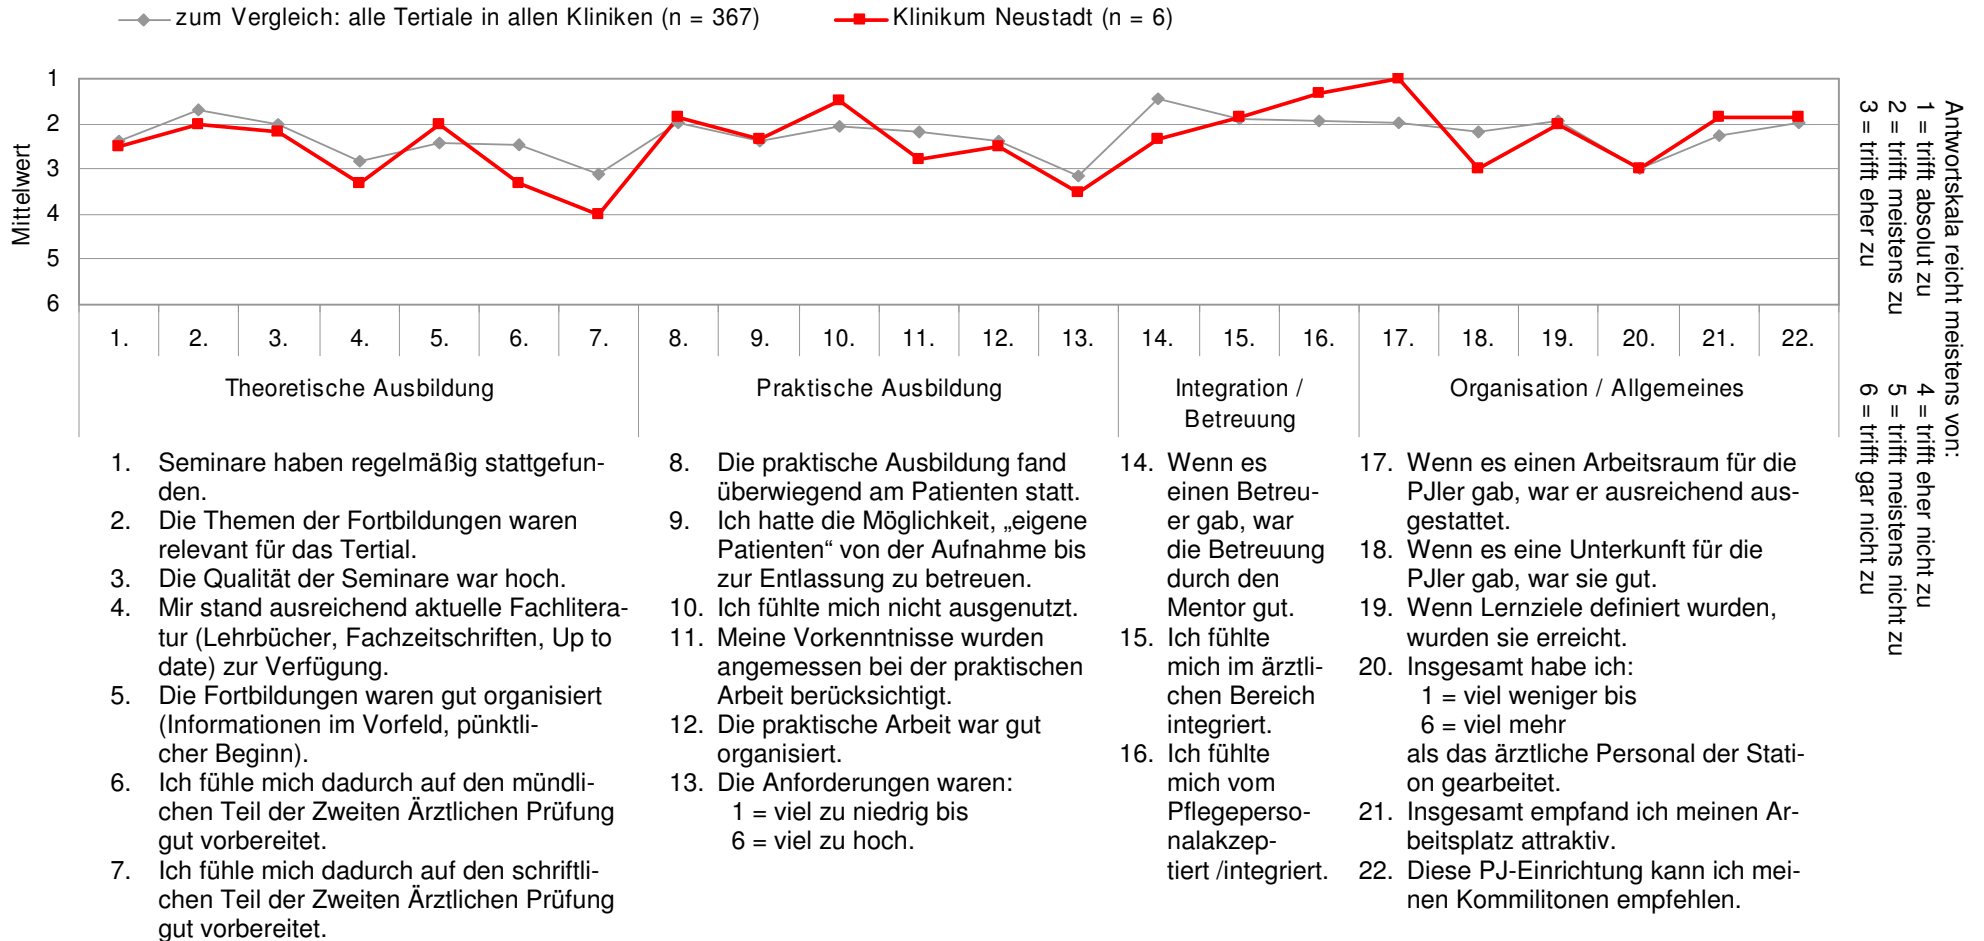 zum Vergleich: alle Tertiale in allen Kliniken (n = 367)
Klinikum Neustadt (n = 6)
Mittelwert
1
2
3
4
5
6
1.
2.
3.
4.
5.
6.
7.
8.
9.
10.
11.
12.
13.
14.
15.
16.
17.
18.
19.
20.
21.
22.
Theoretische Ausbildung
Praktische Ausbildung
Integration /
Betreuung
Organisation / Allgemeines
1. Seminare haben regelmäßig stattgefun-
den.
2. Die Themen der Fortbildungen waren
relevant für das Tertial.
3. Die Qualität der Seminare war hoch.
4. Mir stand ausreichend aktuelle Fachlitera-
tur (Lehrbücher, Fachzeitschriften, Up to
date) zur Verfügung.
5. Die Fortbildungen waren gut organisiert
(Informationen im Vorfeld, pünktli-
cher Beginn).
6. Ich fühle mich dadurch auf den mündli-
chen Teil der Zweiten Ärztlichen Prüfung
gut vorbereitet.
7. Ich fühle mich dadurch auf den schriftli-
chen Teil der Zweiten Ärztlichen Prüfung
gut vorbereitet.
8. Die praktische Ausbildung fand
überwiegend am Patienten statt.
9. Ich hatte die Möglichkeit, „eigene
Patienten“ von der Aufnahme bis
zur Entlassung zu betreuen.
10. Ich fühlte mich nicht ausgenutzt.
11. Meine Vorkenntnisse wurden
angemessen bei der praktischen
Arbeit berücksichtigt.
12. Die praktische Arbeit war gut
organisiert.
13. Die Anforderungen waren:
1 = viel zu niedrig bis
6 = viel zu hoch.
14. Wenn es
einen Betreu-
er gab, war
die Betreuung
durch den
Mentor gut.
15. Ich fühlte
mich im ärztli-
chen Bereich
integriert.
16. Ich fühlte
mich vom
Pflegeperso-
nalakzep-
tiert /integriert.
17. Wenn es einen Arbeitsraum für die
PJler gab, war er ausreichend aus-
gestattet.
18. Wenn es eine Unterkunft für die
PJler gab, war sie gut.
19. Wenn Lernziele definiert wurden,
wurden sie erreicht.
20. Insgesamt habe ich:
1 = viel weniger bis
6 = viel mehr
als das ärztliche Personal der Stati-
on gearbeitet.
21. Insgesamt empfand ich meinen Ar-
beitsplatz attraktiv.
22. Diese PJ-Einrichtung kann ich mei-
nen Kommilitonen empfehlen.
Antwortskala reicht meistens von:
1 = trifft absolut zu
2 = trifft meistens zu
3 = trifft eher zu
4 = trifft eher nicht zu
5 = trifft meistens nicht zu
6 = trifft gar nicht zu